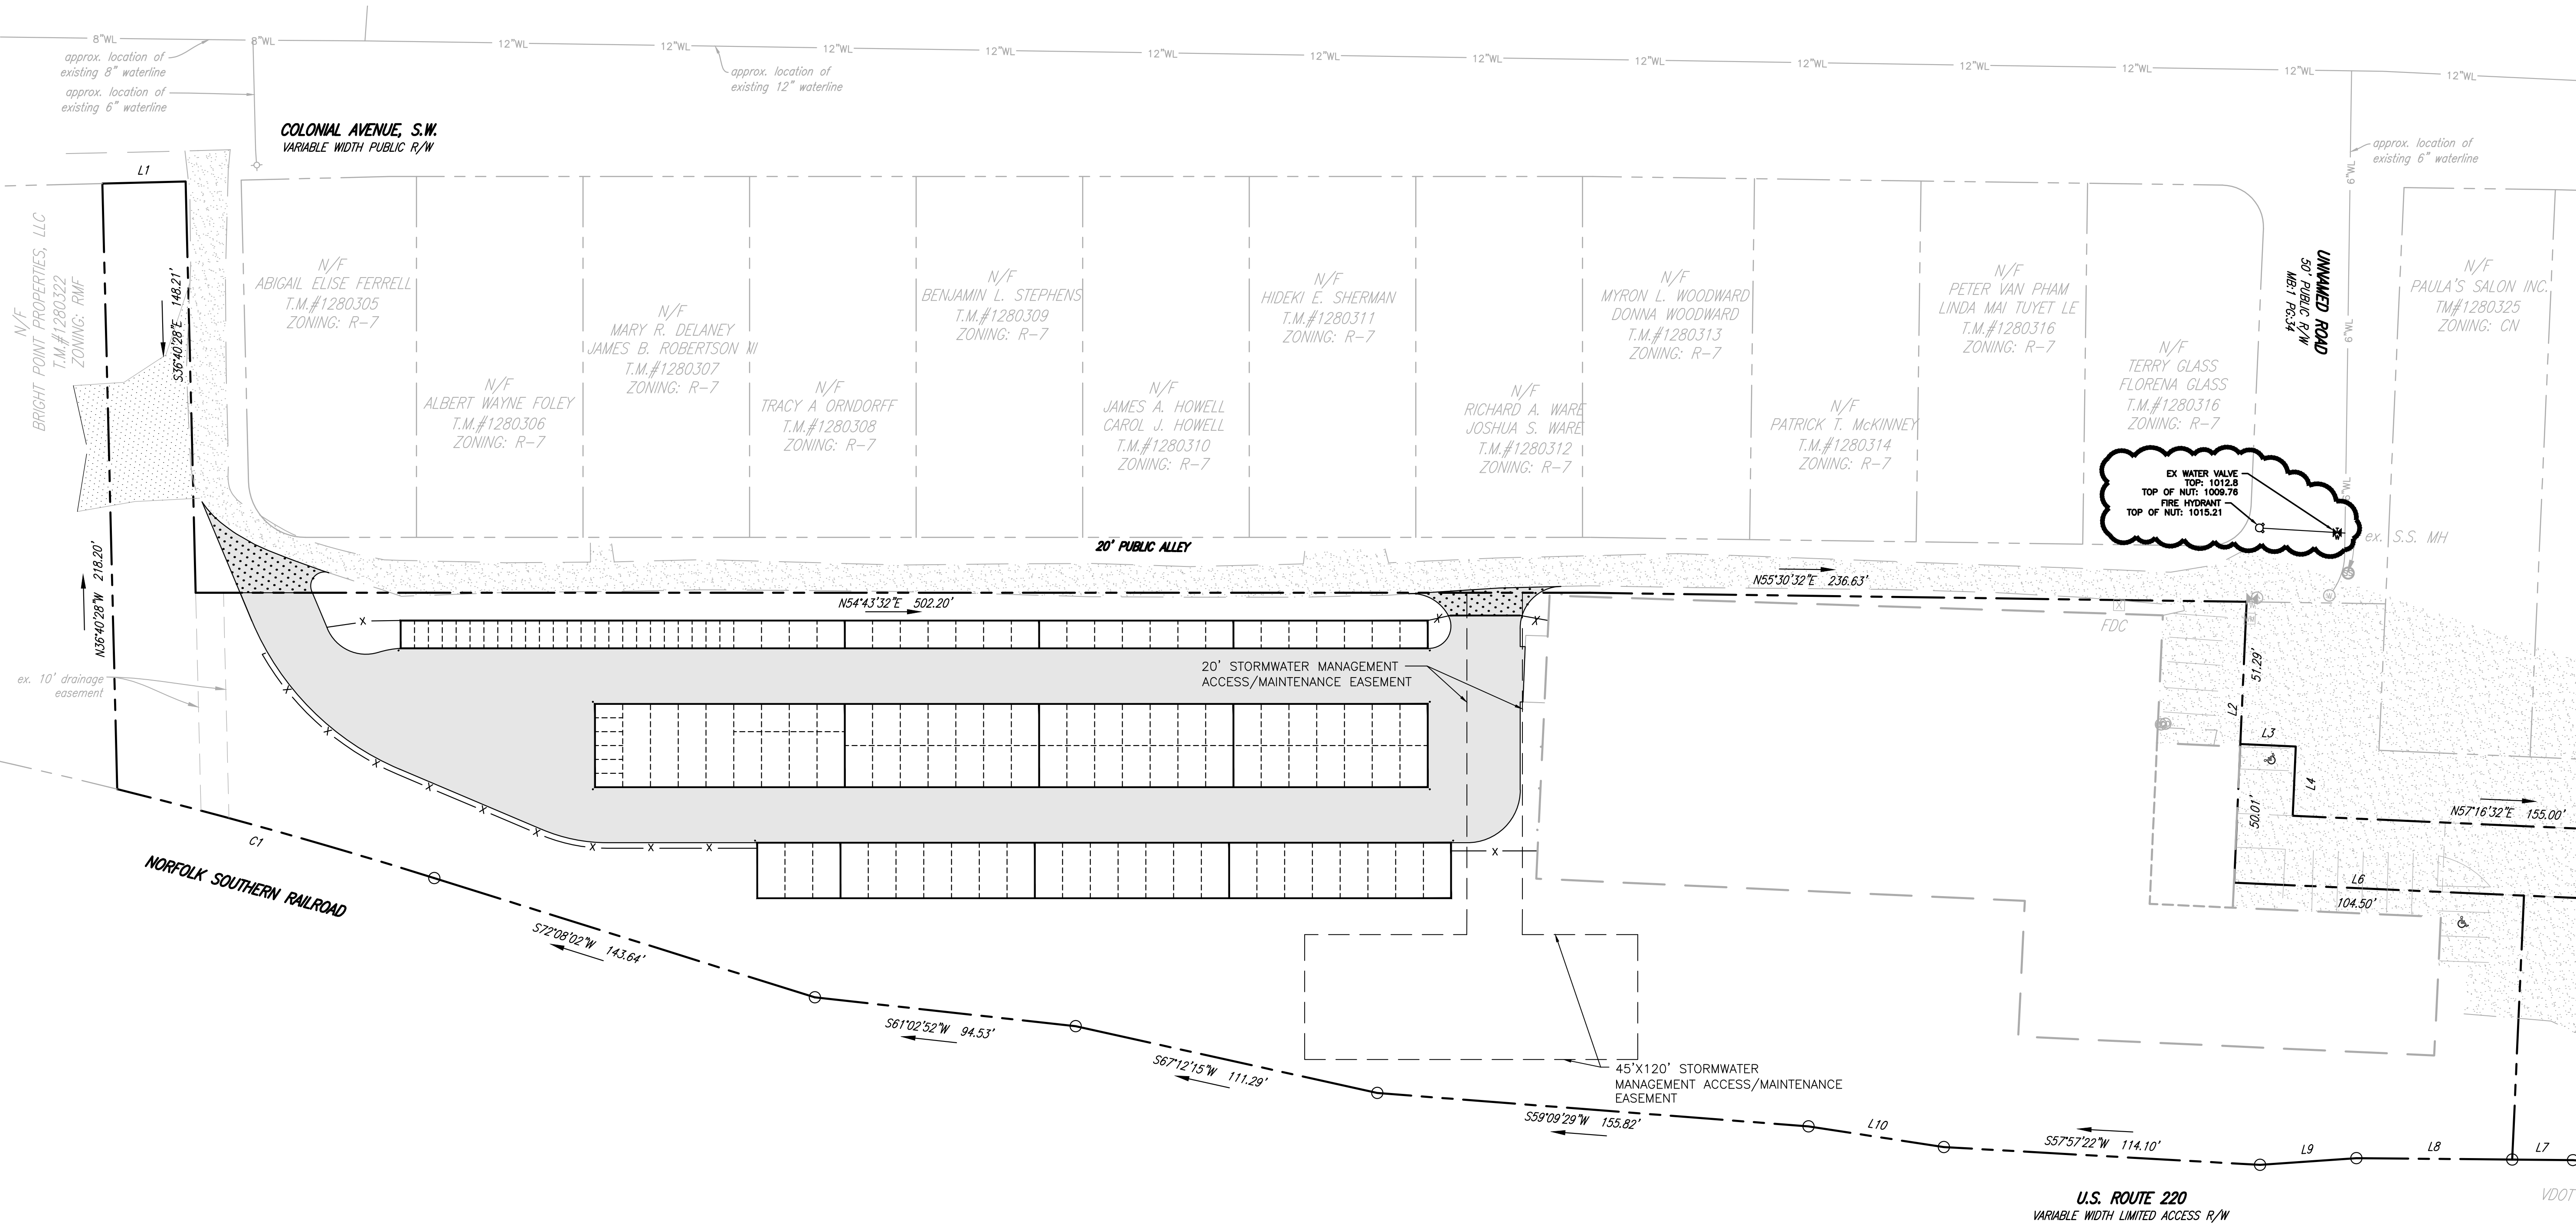 8"WL
8"WL
12"WL
12"WL
12"WL
12"WL
12"WL
12"WL
12"WL
12"WL
12"WL
12"WL
12"WL
12"WL
12"WL
approx. location of
existing 8" waterline
approx. location of
existing 6" waterline
approx. location of
existing 12" waterline
COLONIAL AVENUE, S.W.
VARIABLE WIDTH PUBLIC R/W
approx. location of
existing 6" waterline
6"WL
6"WL
6"WL
L1
N/F
BRIGHT POINT PROPERTIES, LLC
T.M.#1280322
ZONING: RMF
S36°40'28"E 148.21'
N/F
ABIGAIL ELISE FERRELL
T.M.#1280305
ZONING: R-7
N/F
ALBERT WAYNE FOLEY
T.M.#1280306
ZONING: R-7
N/F
MARY R. DELANEY
JAMES B. ROBERTSON III
T.M.#1280307
ZONING: R-7
N/F
TRACY A ORNDORFF
T.M.#1280308
ZONING: R-7
N/F
BENJAMIN L. STEPHENS
T.M.#1280309
ZONING: R-7
N/F
JAMES A. HOWELL
CAROL J. HOWELL
T.M.#1280310
ZONING: R-7
N/F
HIDEKI E. SHERMAN
T.M.#1280311
ZONING: R-7
N/F
RICHARD A. WARE
JOSHUA S. WARE
T.M.#1280312
ZONING: R-7
N/F
MYRON L. WOODWARD
DONNA WOODWARD
T.M.#1280313
ZONING: R-7
N/F
PATRICK T. McKINNEY
T.M.#1280314
ZONING: R-7
N/F
PETER VAN PHAM
LINDA MAI TUYET LE
T.M.#1280316
ZONING: R-7
N/F
TERRY GLASS
FLORENA GLASS
T.M.#1280316
ZONING: R-7
UNNAMED ROAD
50' PUBLIC R/W
MB:1 PG:34
N/F
PAULA'S SALON INC.
TM#1280325
ZONING: CN
EX WATER VALVE
TOP: 1012.8
TOP OF NUT: 1009.76
FIRE HYDRANT
TOP OF NUT: 1015.21
ex. S.S. MH
20' PUBLIC ALLEY
N55°30'32"E 236.63'
N54°43'32"E 502.20'
N36°40'28"W 218.20'
FDC
20' STORMWATER MANAGEMENT
ACCESS/MAINTENANCE EASEMENT
ex. 10' drainage
easement
51.29'
L2
L3
L4
50.01'
N57°16'32"E 155.00'
L6
104.50'
C1
NORFOLK SOUTHERN RAILROAD
S72°08'02"W 143.64'
S61°02'52"W 94.53'
S67°12'15"W 111.29'
45'X120' STORMWATER
MANAGEMENT ACCESS/MAINTENANCE
EASEMENT
S59°09'29"W 155.82'
L10
S57°57'22"W 114.10'
L9
L8
L7
U.S. ROUTE 220
VARIABLE WIDTH LIMITED ACCESS R/W
VDOT